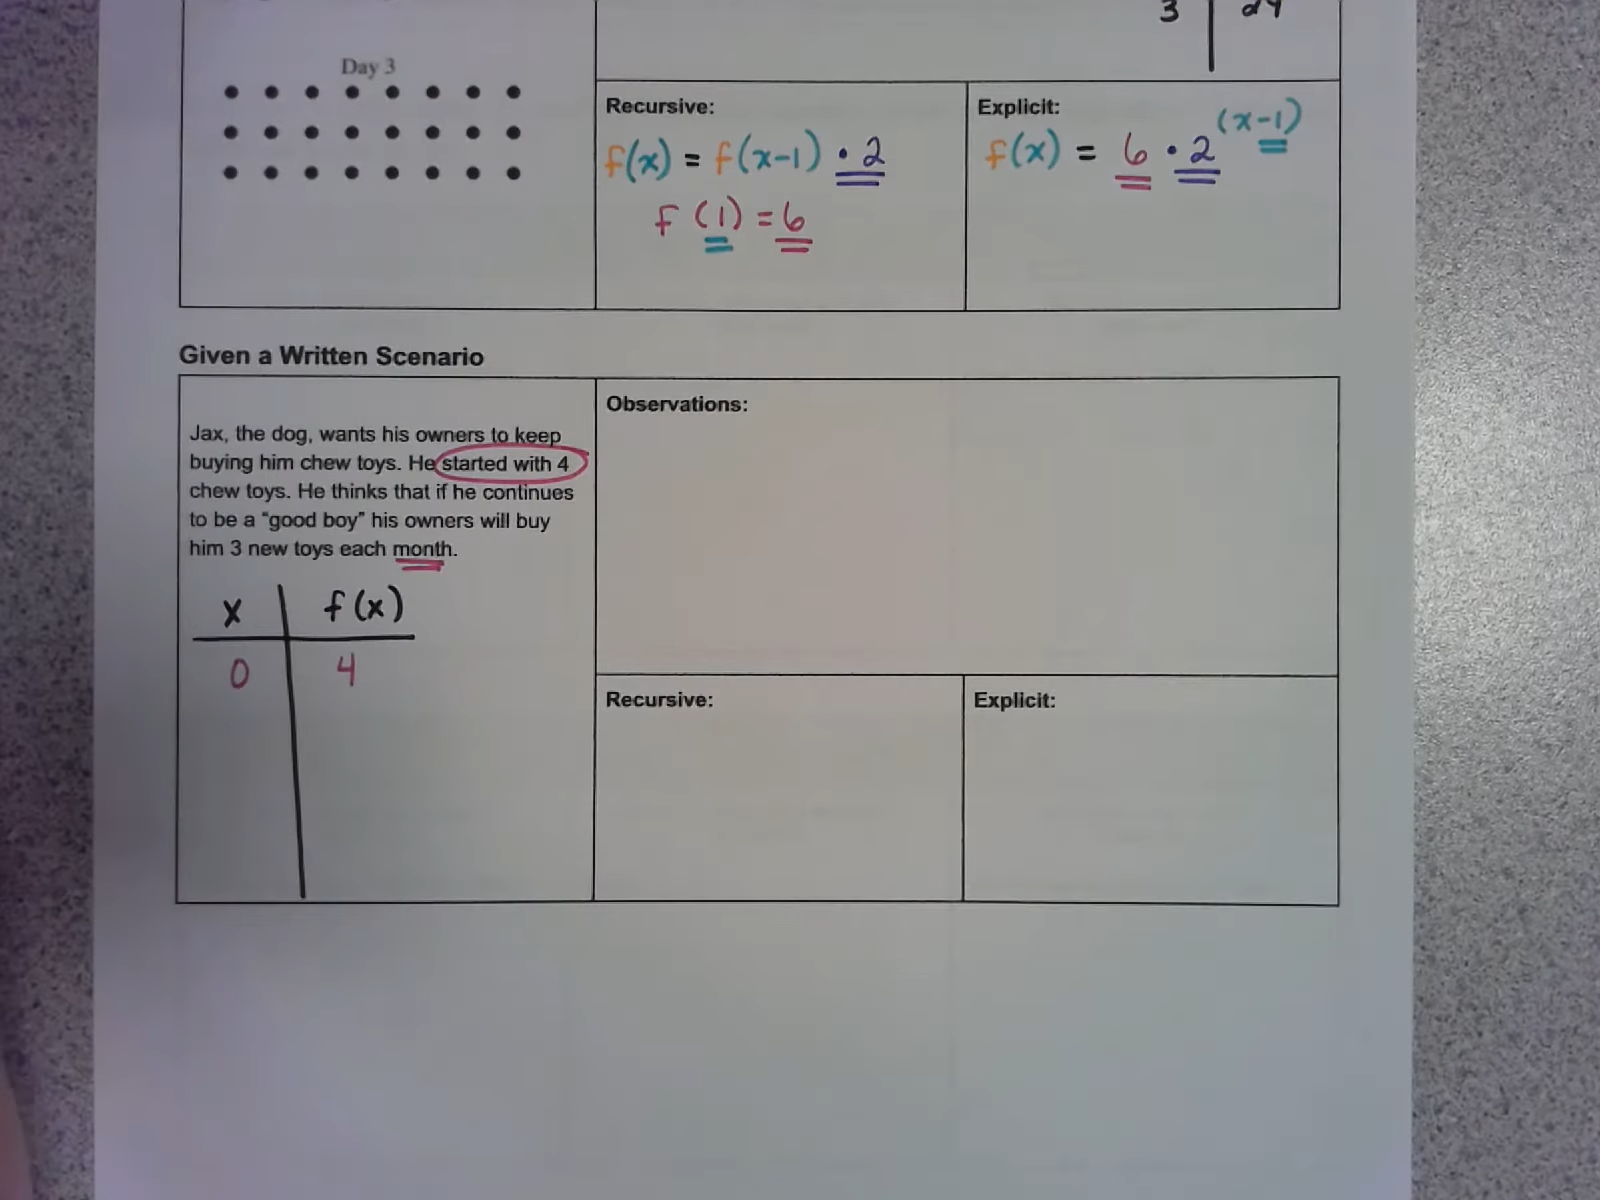 3 | 24
Day 3
Recursive:
f(x) = f(x-1) • 2
f(1) = 6
Explicit:
f(x) = 6 • 2^(x-1)
Given a Written Scenario
Jax, the dog, wants his owners to keep
buying him chew toys. He started with 4
chew toys. He thinks that if he continues
to be a “good boy” his owners will buy
him 3 new toys each month.
x | f(x)
0 | 4
Observations:
Recursive:
Explicit: